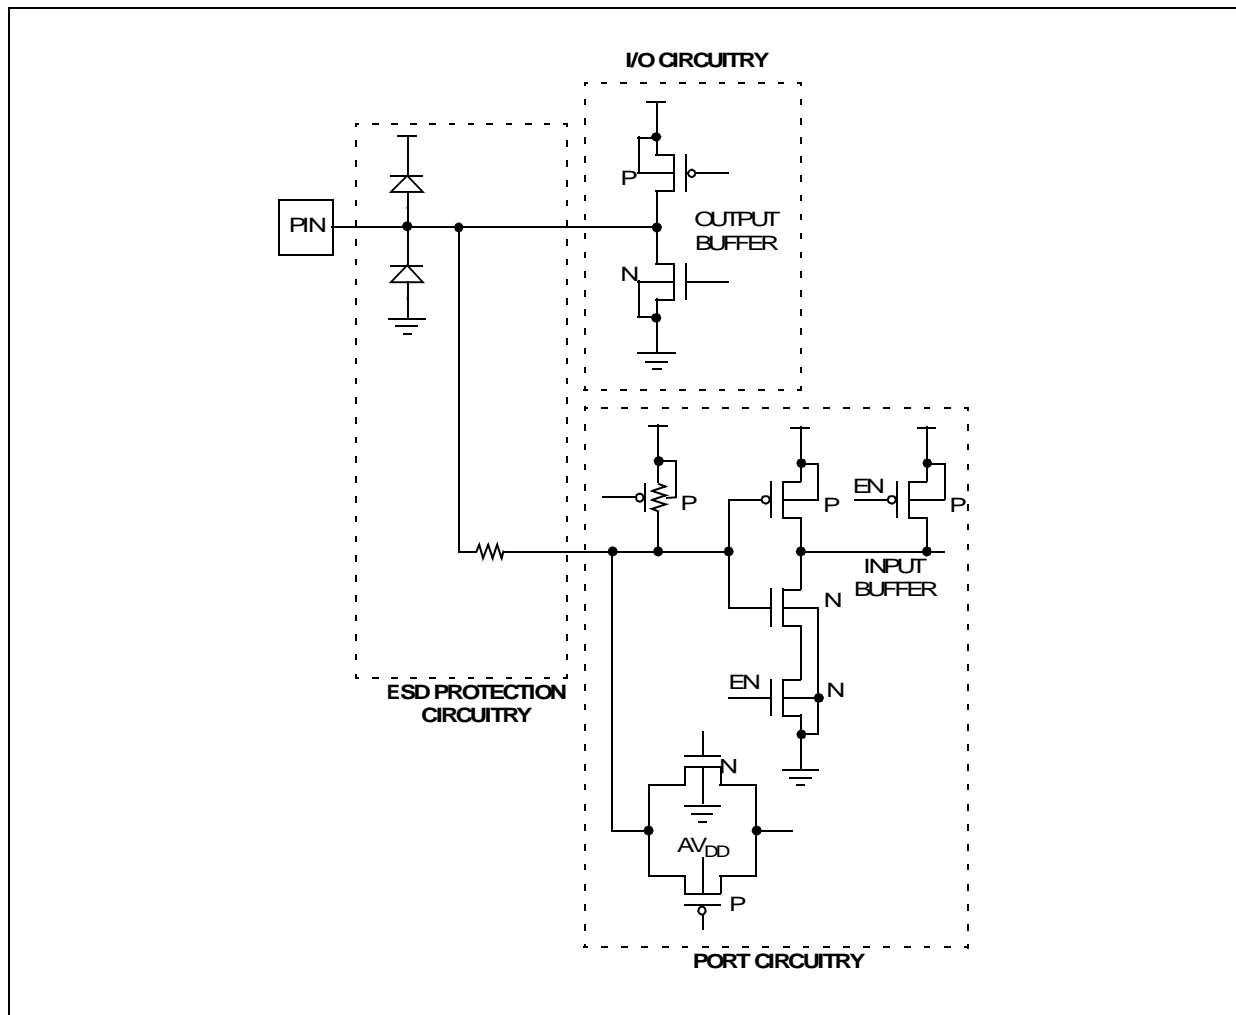 I/O CIRCUITRY
P
PIN
OUTPUT
BUFFER
N
P
P
EN
P
INPUT
BUFFER
N
EN
N
ESD PROTECTION
CIRCUITRY
N
AVDD
P
PORT CIRCUITRY